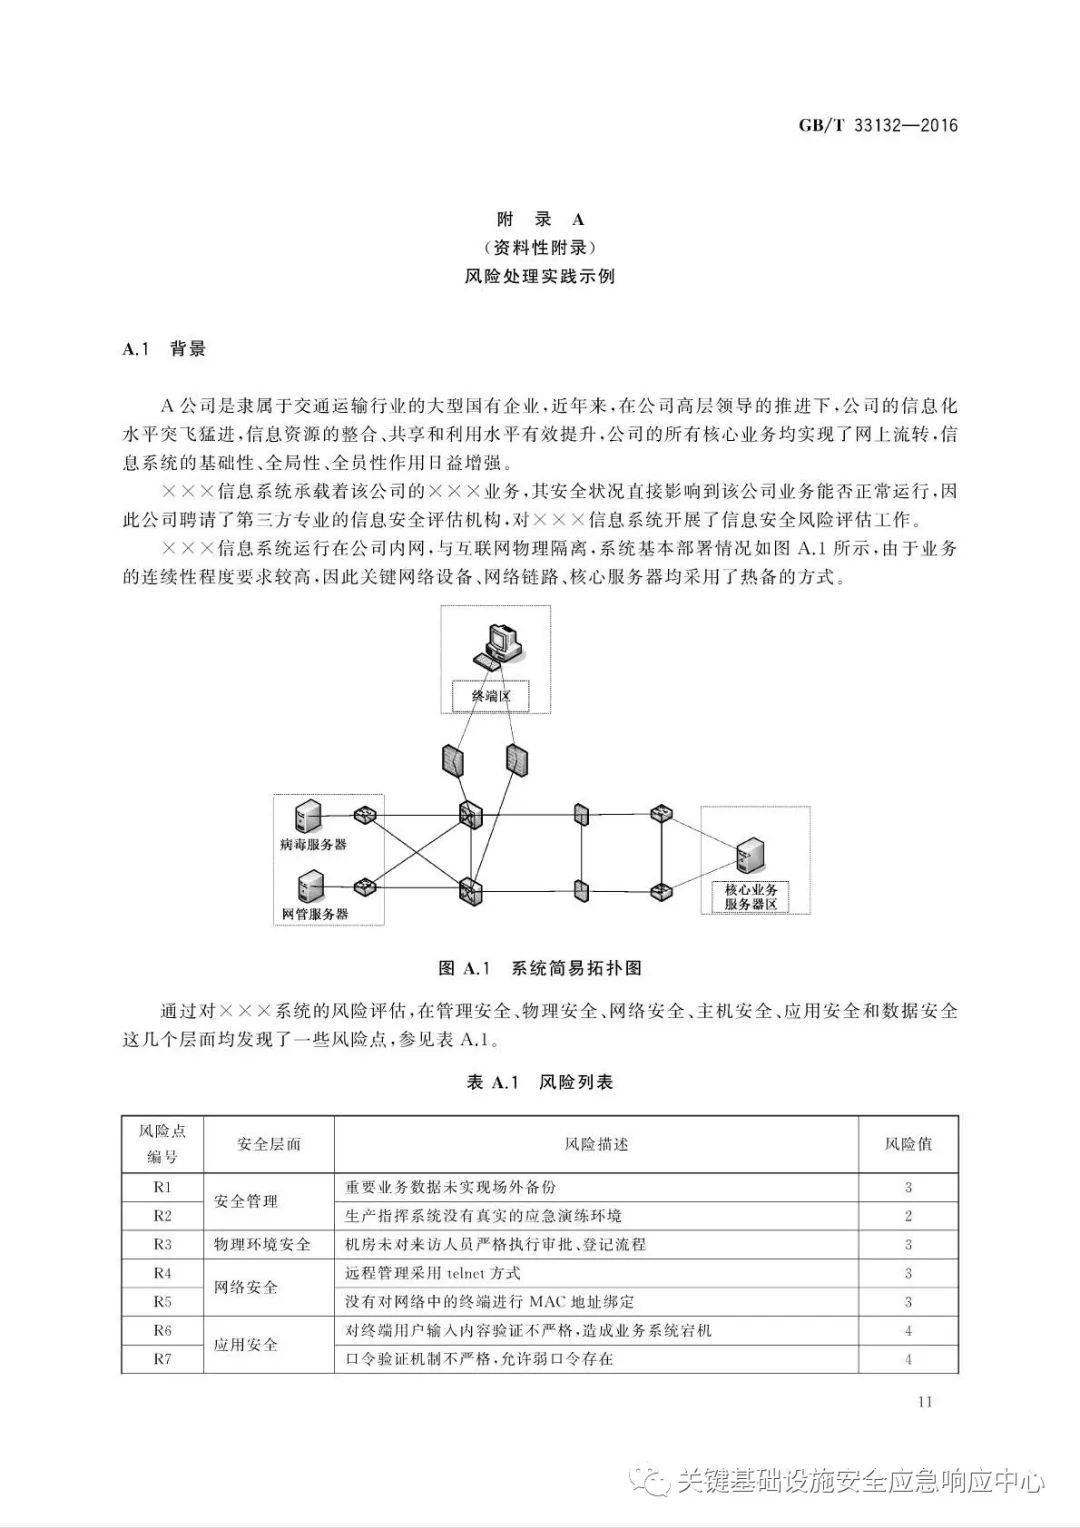 GB/T 33132—2016
附 录 A
(资料性附录)
风险处理实践示例
A.1 背景
A 公司是隶属于交通运输行业的大型国有企业,近年来,在公司高层领导的推进下,公司的信息化
水平突飞猛进,信息资源的整合、共享和利用水平有效提升,公司的所有核心业务均实现了网上流转,信
息系统的基础性、全局性、全员性作用日益增强。
×××信息系统承载着该公司的×××业务,其安全状况直接影响到该公司业务能否正常运行,因
此公司聘请了第三方专业的信息安全评估机构,对×××信息系统开展了信息安全风险评估工作。
×××信息系统运行在公司内网,与互联网物理隔离,系统基本部署情况如图 A.1 所示,由于业务
的连续性程度要求较高,因此关键网络设备、网络链路、核心服务器均采用了热备的方式。
终端区
病毒服务器
网管服务器
核心业务
服务器区
图 A.1 系统简易拓扑图
通过对×××系统的风险评估,在管理安全、物理安全、网络安全、主机安全、应用安全和数据安全
这几个层面均发现了一些风险点,参见表 A.1。
表 A.1 风险列表
风险点
编号 安全层面 风险描述 风险值
R1 安全管理 重要业务数据未实现场外备份 3
R2 生产指挥系统没有真实的应急演练环境 2
R3 物理环境安全 机房未对来访人员严格执行审批、登记流程 3
R4 网络安全 远程管理采用 telnet 方式 3
R5 没有对网络中的终端进行 MAC 地址绑定 3
R6 应用安全 对终端用户输入内容验证不严格,造成业务系统宕机 4
R7 口令验证机制不严格,允许弱口令存在 4
11
关键基础设施安全应急响应中心